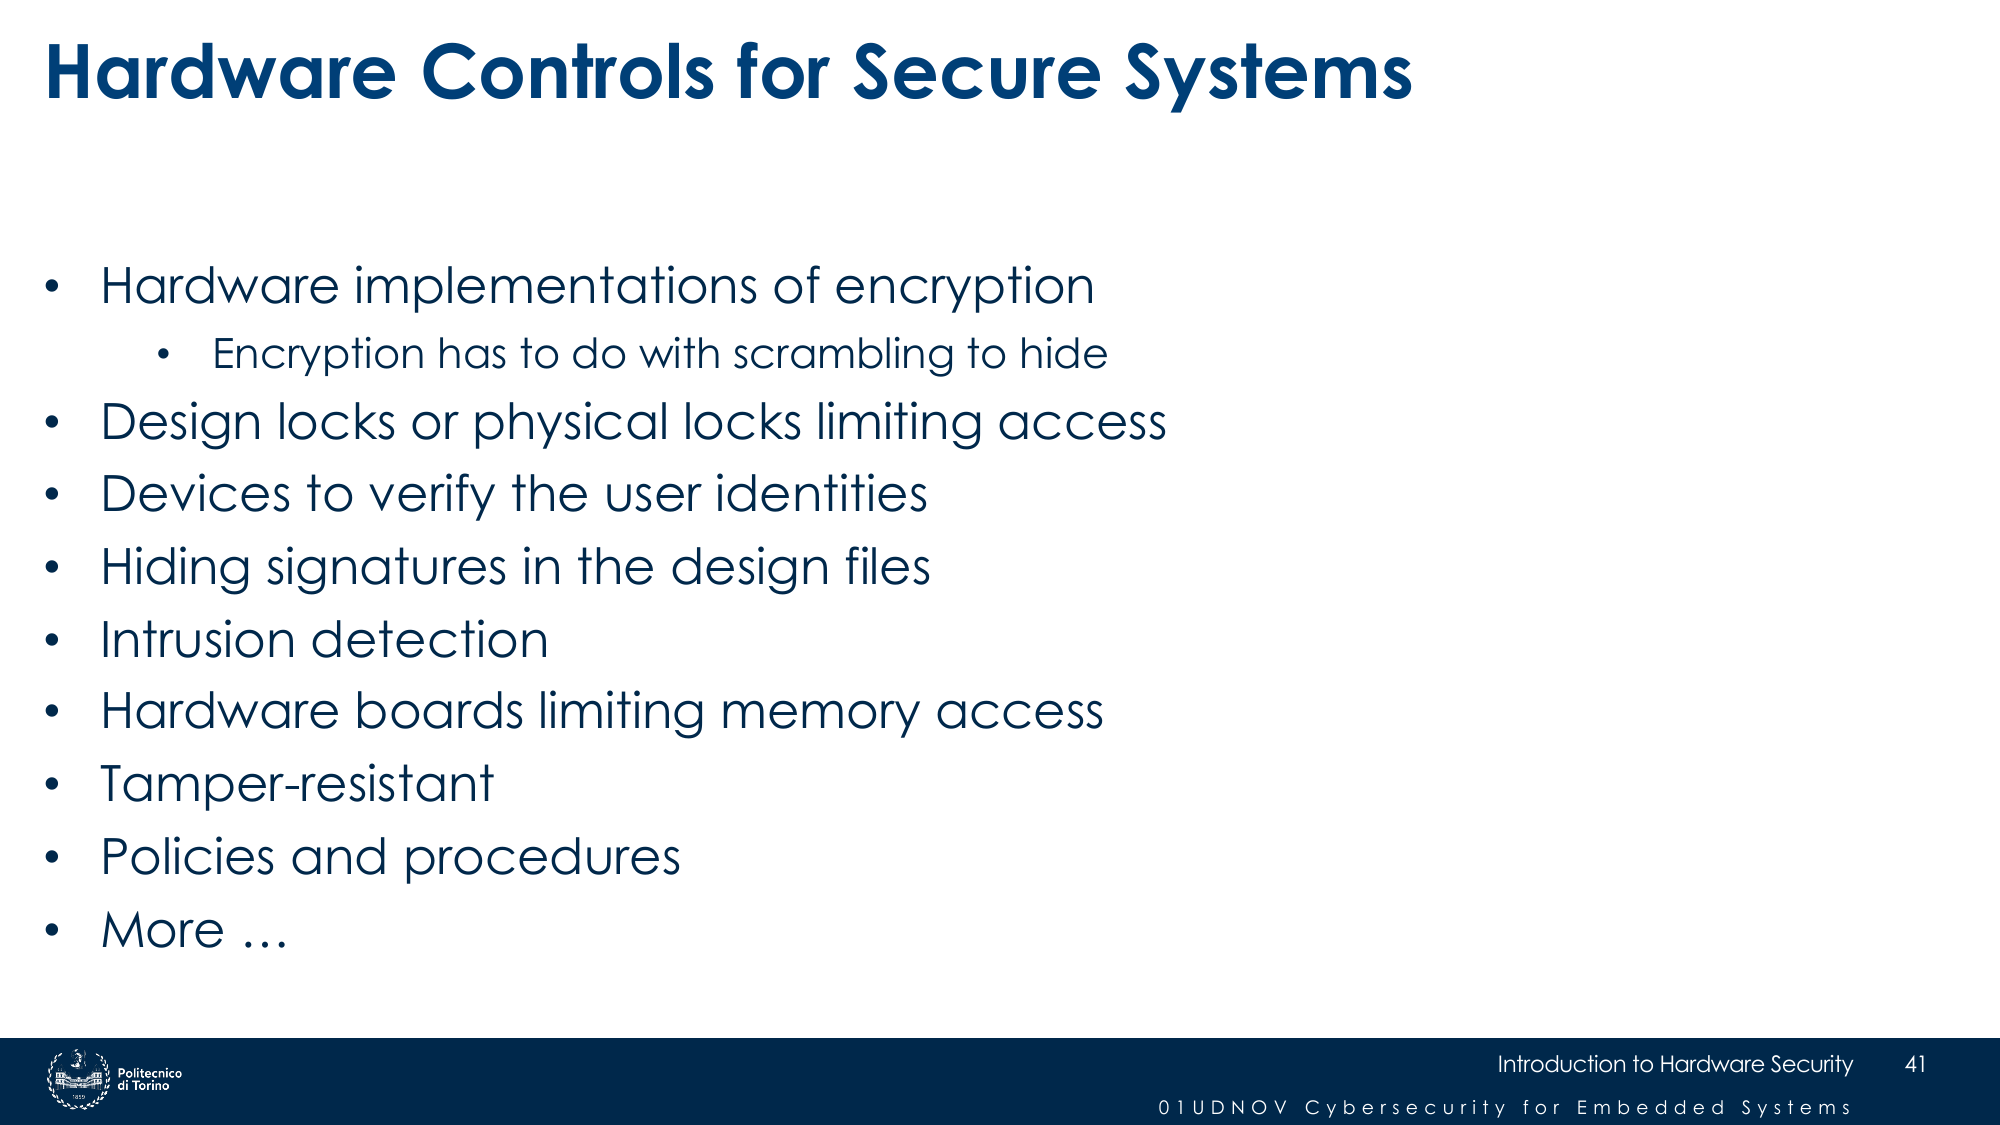 Hardware Controls for Secure Systems
• Hardware implementations of encryption
• Encryption has to do with scrambling to hide
• Design locks or physical locks limiting access
• Devices to verify the user identities
• Hiding signatures in the design files
• Intrusion detection
• Hardware boards limiting memory access
• Tamper-resistant
• Policies and procedures
• More …
1859
Politecnico
di Torino
Introduction to Hardware Security 41
01UDNOV Cybersecurity for Embedded Systems